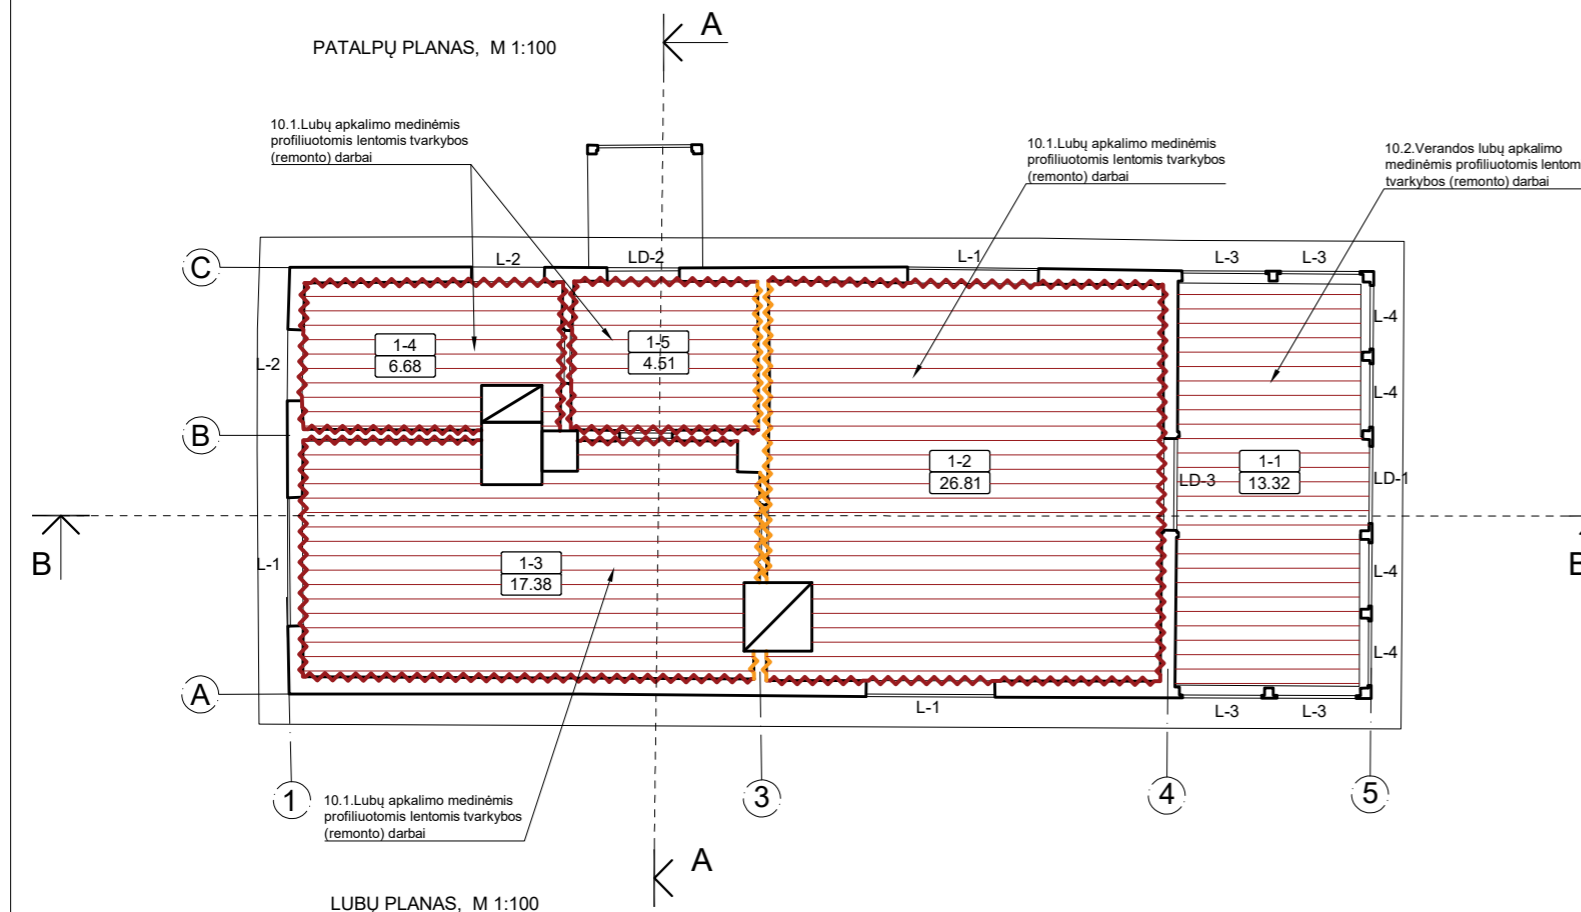 A
PATALPŲ PLANAS, M 1:100
10.1.Lubų apkalimo medinėmis
profiliuotomis lentomis tvarkybos
(remonto) darbai
10.1.Lubų apkalimo medinėmis
profiliuotomis lentomis tvarkybos
(remonto) darbai
10.2.Verandos lubų apkalimo
medinėmis profiliuotomis lentom
tvarkybos (remonto) darbai
C
L-2
LD-2
L-1
L-3
L-3
L-4
1-4
6.68
1-5
4.51
L-2
L-4
B
1-2
26.81
LD-3
1-1
13.32
LD-1
B
L-1
1-3
17.38
L-4
L-4
A
L-1
L-3
L-3
1
3
4
5
10.1.Lubų apkalimo medinėmis
profiliuotomis lentomis tvarkybos
(remonto) darbai
A
LUBŲ PLANAS, M 1:100